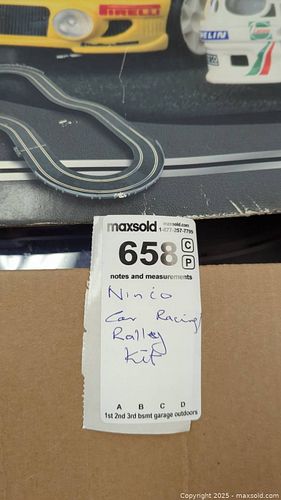 PIRELLI
maxsold maxsold.com
1-877-257-7799
658 C
P
notes and measurements
Ninco
Car Racing/
Ralley
Kit
A B C D
1st 2nd 3rd bsmt garage outdoors
Copyright 2025 - maxsold.com